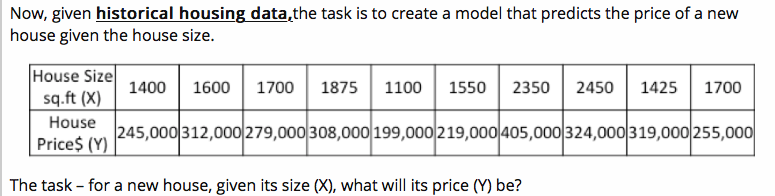 Now, given historical housing data,the task is to create a model that predicts the price of a new
house given the house size.
House Size
sq.ft (X) 1400 1600 1700 1875 1100 1550 2350 2450 1425 1700
House
Price$ (Y) 245,000 312,000 279,000 308,000 199,000 219,000 405,000 324,000 319,000 255,000
The task – for a new house, given its size (X), what will its price (Y) be?